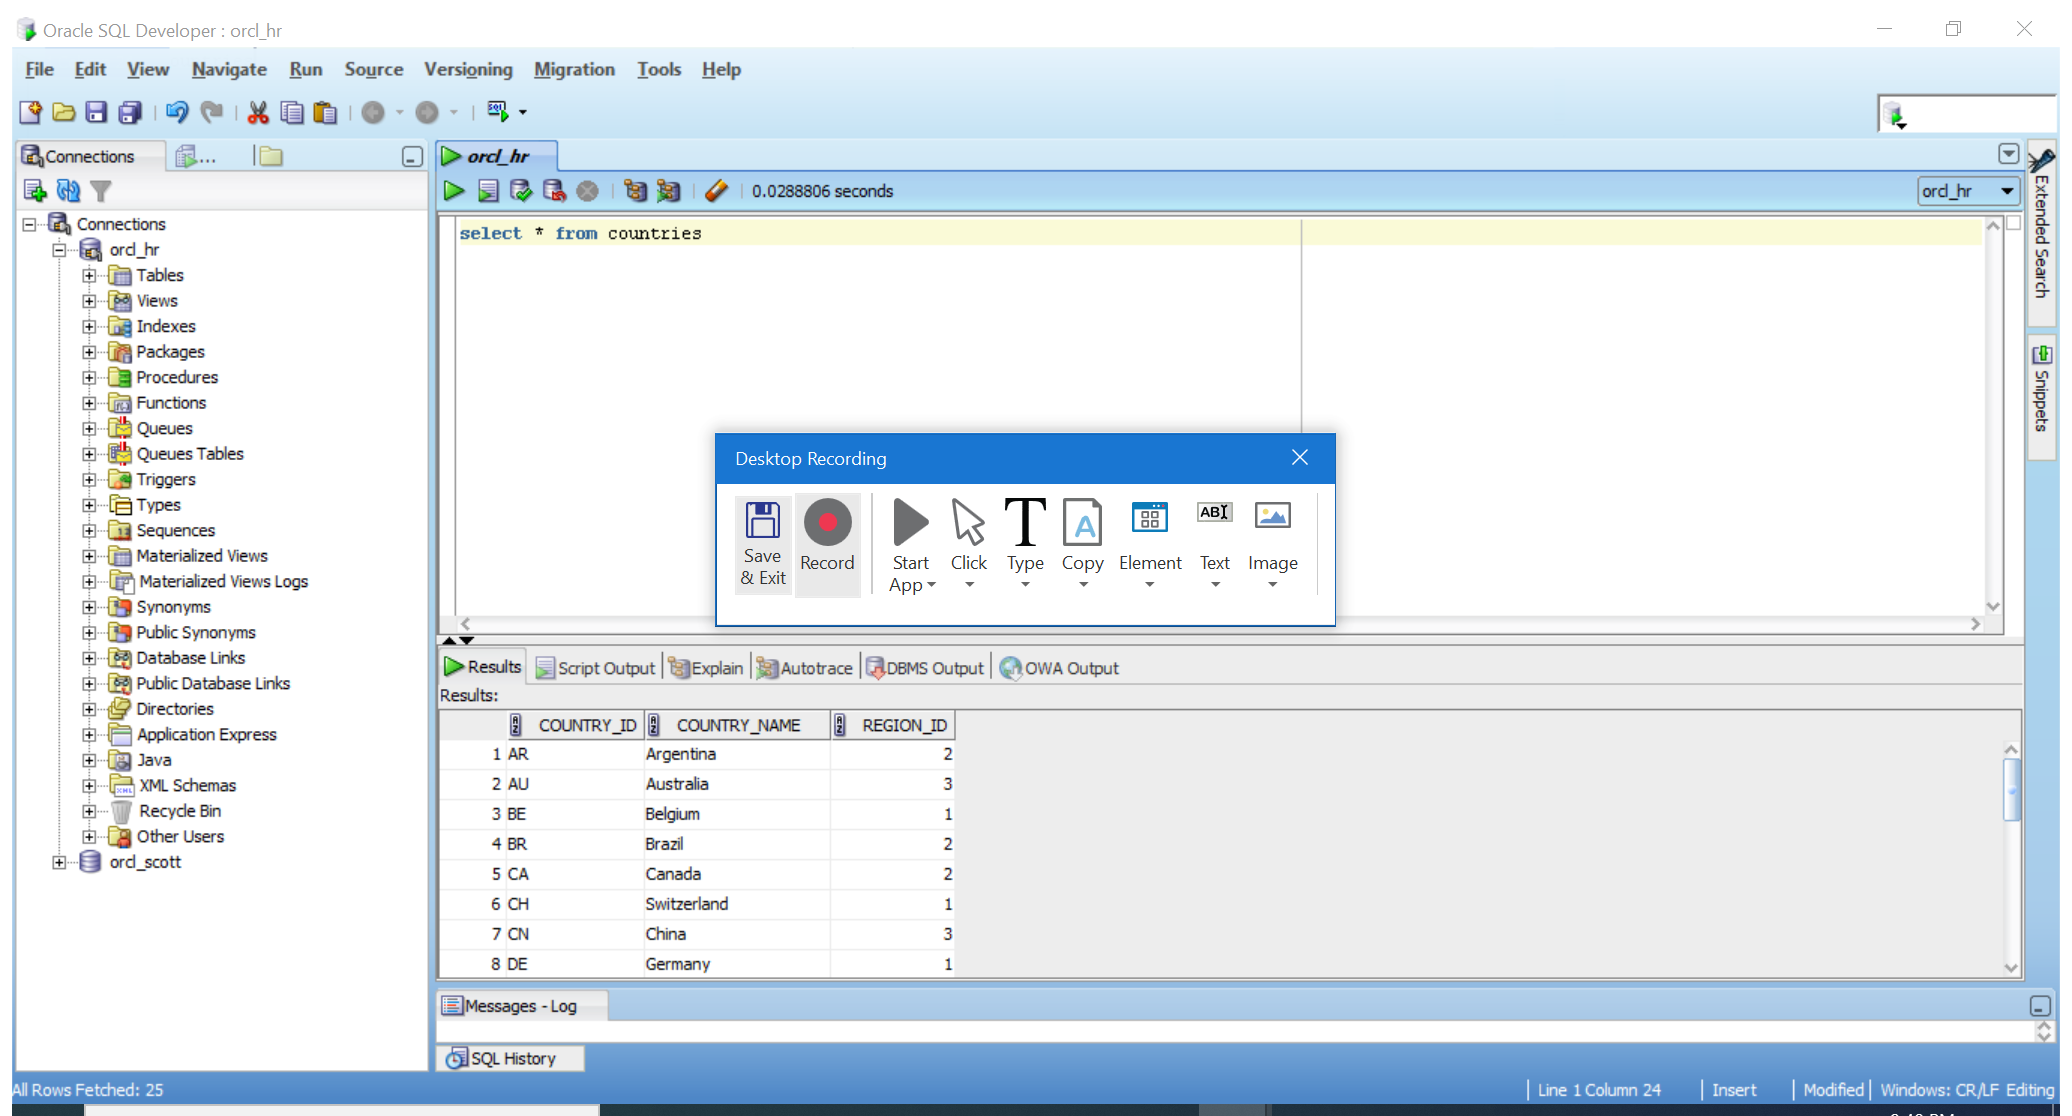 Oracle SQL Developer : orcl_hr
File Edit View Navigate Run Source Versioning Migration Tools Help
Connections ...
orcl_hr
0.0288806 seconds
orcl_hr
Connections
orcl_hr
Tables
Views
Indexes
Packages
Procedures
Functions
Queues
Queues Tables
Triggers
Types
Sequences
Materialized Views
Materialized Views Logs
Synonyms
Public Synonyms
Database Links
Public Database Links
Directories
Application Express
Java
XML Schemas
Recycle Bin
Other Users
orcl_scott
select * from countries
Extended Search
Snippets
Desktop Recording
Save & Exit
Record
Start App
Click
Type
Copy
Element
Text
Image
Results Script Output Explain Autotrace DBMS Output OWA Output
Results:
COUNTRY_ID COUNTRY_NAME REGION_ID
1 AR Argentina 2
2 AU Australia 3
3 BE Belgium 1
4 BR Brazil 2
5 CA Canada 2
6 CH Switzerland 1
7 CN China 3
8 DE Germany 1
Messages - Log
SQL History
All Rows Fetched: 25
Line 1 Column 24 Insert Modified Windows: CR/LF Editing